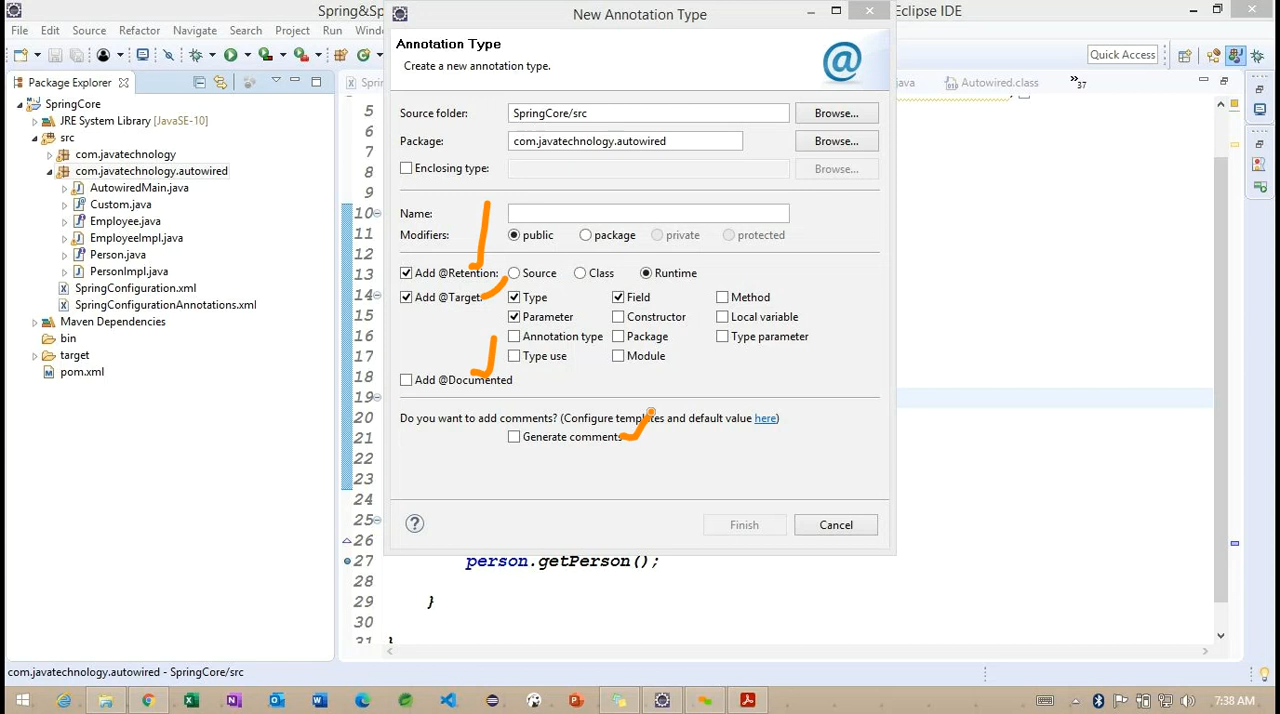 Spring&Sp
New Annotation Type
Eclipse IDE
File Edit Source Refactor Navigate Search Project Run Windo
Quick Access
Package Explorer
Spri
ava
Autowired.class
37
Annotation Type
Create a new annotation type.
@
SpringCore
JRE System Library [JavaSE-10]
src
com.javatechnology
com.javatechnology.autowired
AutowiredMain.java
Custom.java
Employee.java
EmployeeImpl.java
Person.java
PersonImpl.java
SpringConfiguration.xml
SpringConfigurationAnnotations.xml
Maven Dependencies
bin
target
pom.xml
Source folder: SpringCore/src Browse...
Package: com.javatechnology.autowired Browse...
Enclosing type: Browse...
Name:
Modifiers: public package private protected
Add @Retention: Source Class Runtime
Add @Target: Type Field Method
Parameter Constructor Local variable
Annotation type Package Type parameter
Type use Module
Add @Documented
Do you want to add comments? (Configure templates and default value here)
Generate comments
? Finish Cancel
5
6
7
8
9
10
11
12
13
14
15
16
17
18
19
20
21
22
23
24
25
26
27 person.getPerson();
28
29 }
30
31 }
com.javatechnology.autowired - SpringCore/src
7:38 AM